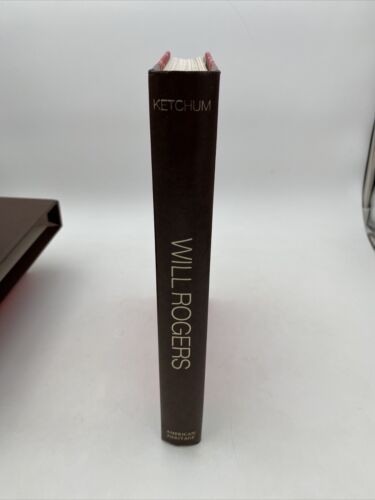 KETCHUM
WILL ROGERS
AMERICAN
HERITAGE